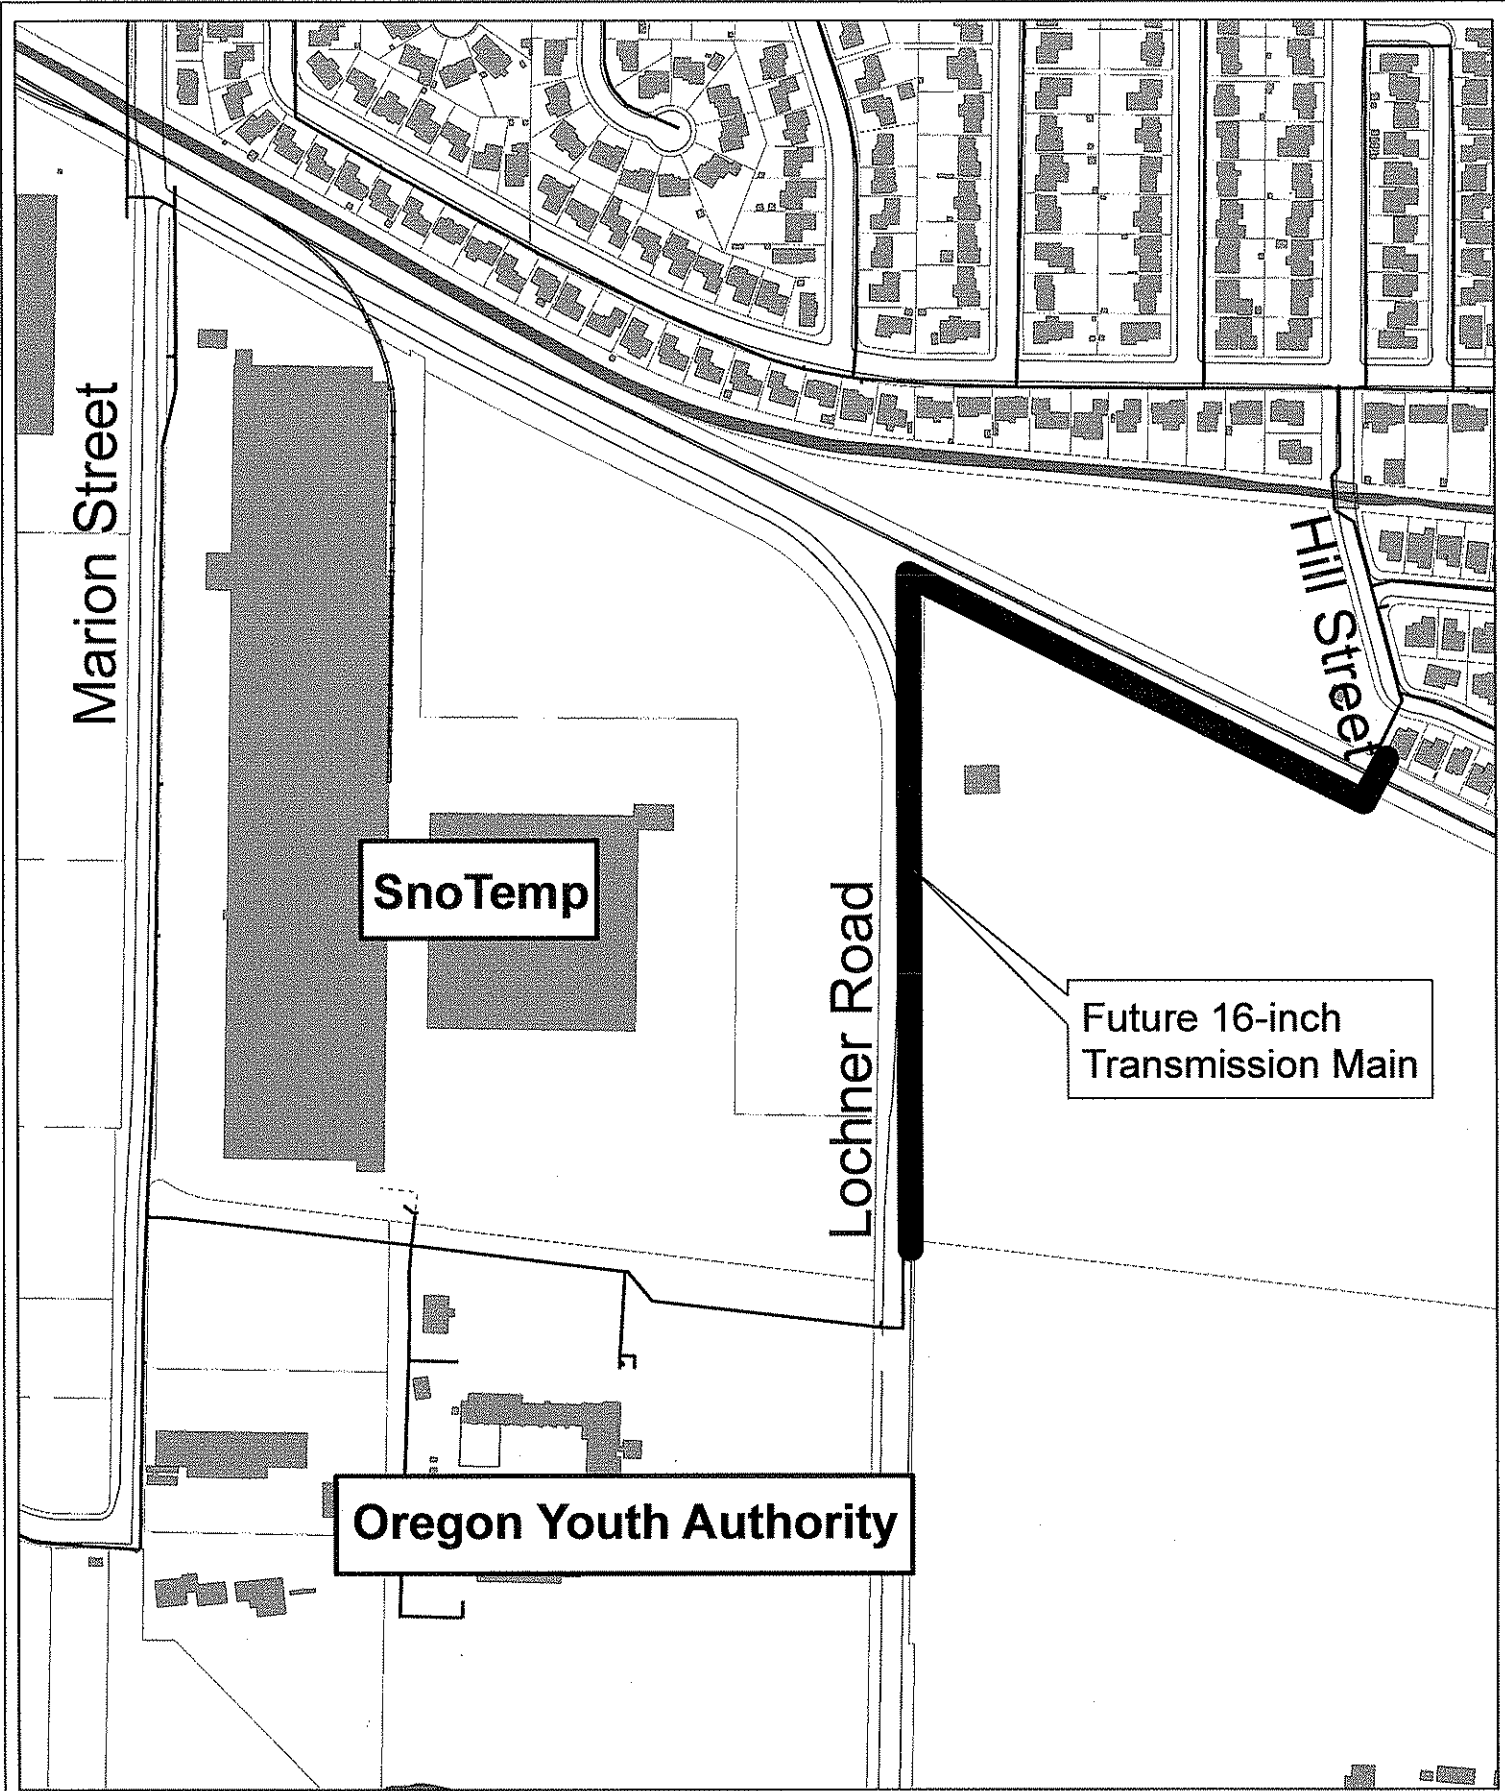 Marion Street
Hill Street
SnoTemp
Lochner Road
Future 16-inch
Transmission Main
Oregon Youth Authority